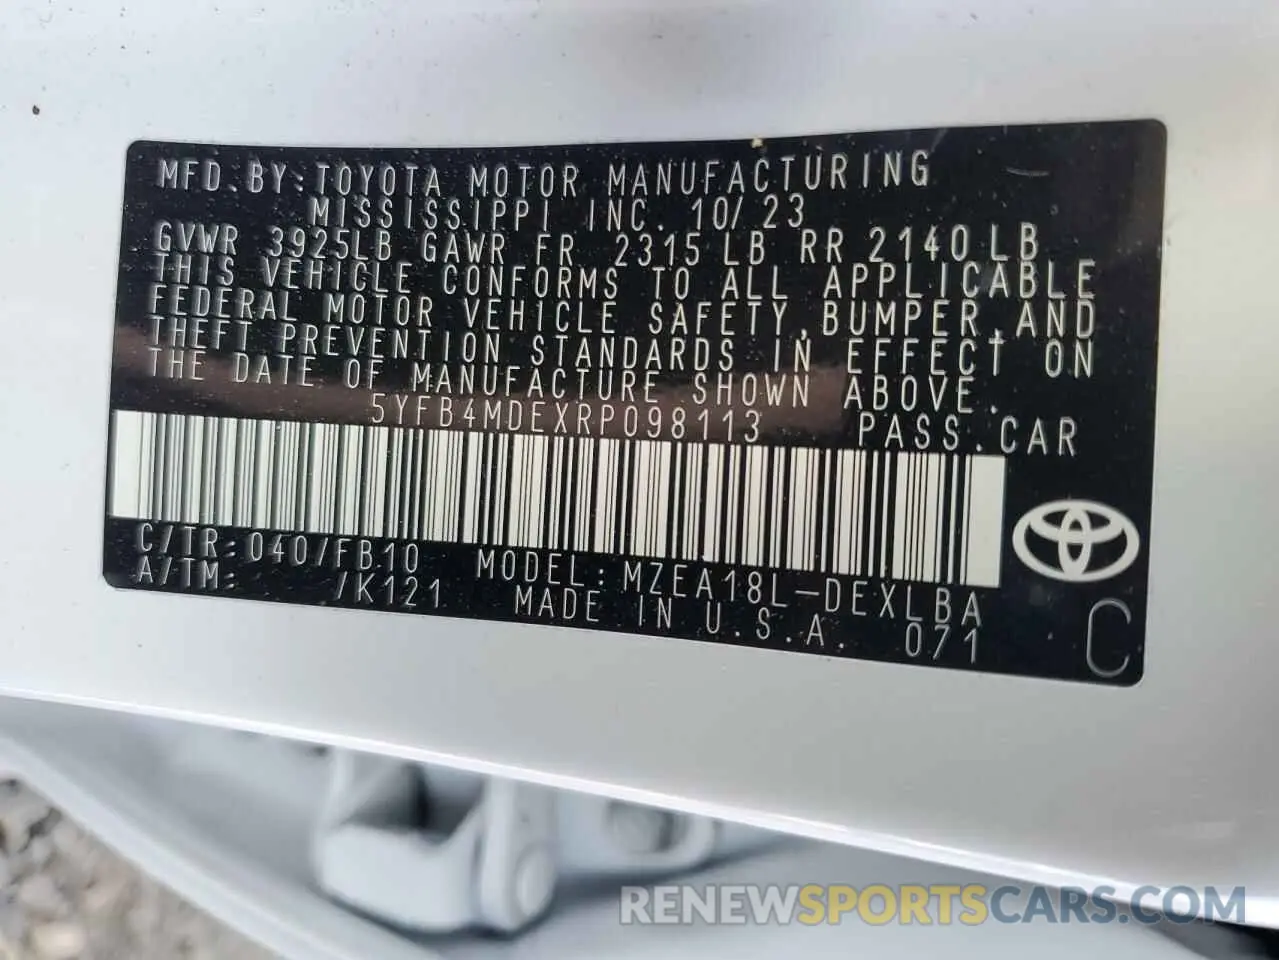 MFD.BY:TOYOTA MOTOR MANUFACTURING
MISSISSIPPI INC. 10/23
GVWR 3925LB GAWR FR 2315LB RR 2140LB
THIS VEHICLE CONFORMS TO ALL APPLICABLE
FEDERAL MOTOR VEHICLE SAFETY,BUMPER,AND
THEFT PREVENTION STANDARDS IN EFFECT ON
THE DATE OF MANUFACTURE SHOWN ABOVE.
5YFB4MDEXRP098113 PASS.CAR
C/TR:040/FB10 MODEL:MZEA18L-DEXLBA
A/TM: /K121 MADE IN U.S.A. 071
C
RENEWSPORTSCARS.COM